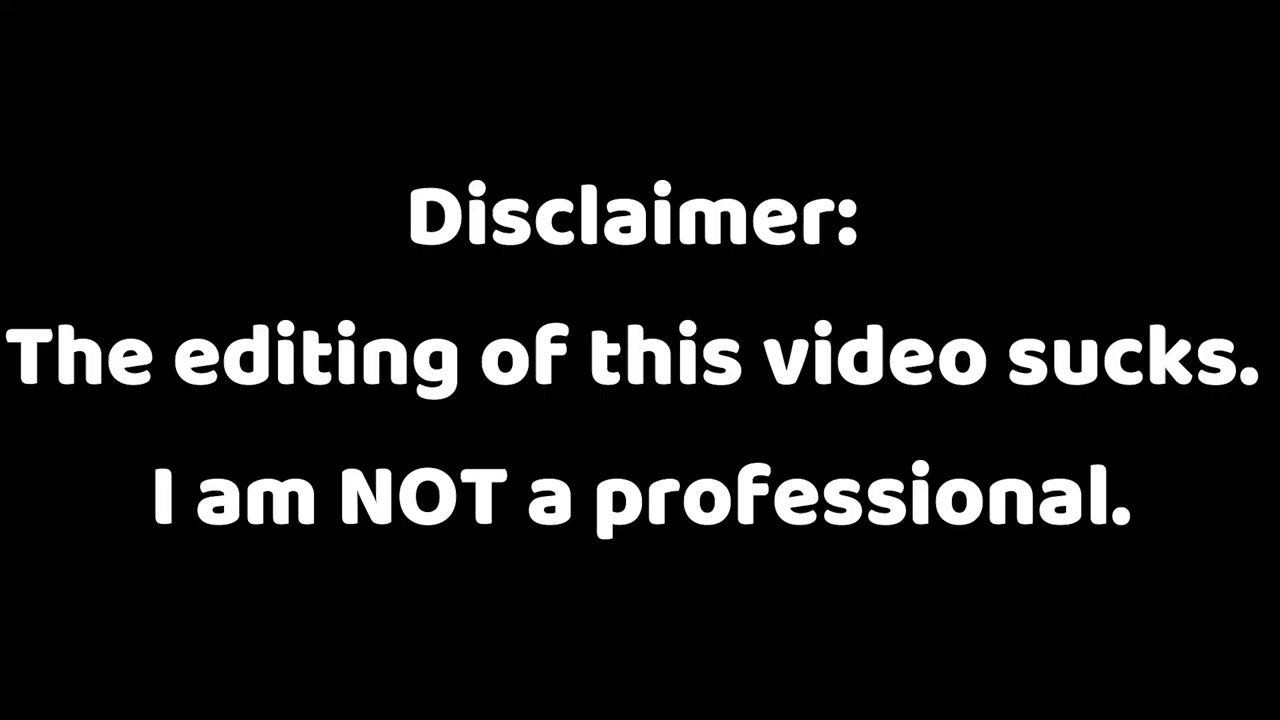 Disclaimer:
The editing of this video sucks.
I am NOT a professional.